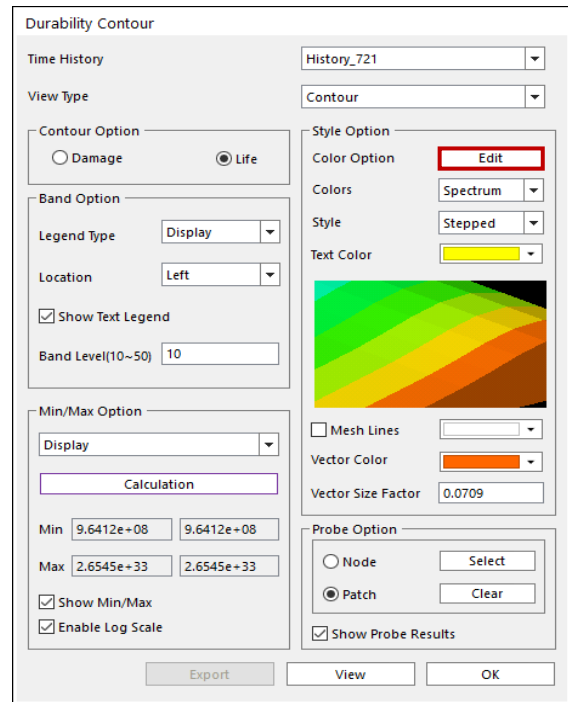 Durability Contour
Time History
History_721
View Type
Contour
Contour Option
Damage
Life
Band Option
Legend Type
Display
Location
Left
Show Text Legend
Band Level(10~50)
10
Min/Max Option
Display
Calculation
Min
9.6412e+08
9.6412e+08
Max
2.6545e+33
2.6545e+33
Show Min/Max
Enable Log Scale
Style Option
Color Option
Edit
Colors
Spectrum
Style
Stepped
Text Color
Mesh Lines
Vector Color
Vector Size Factor
0.0709
Probe Option
Node
Select
Patch
Clear
Show Probe Results
Export
View
OK